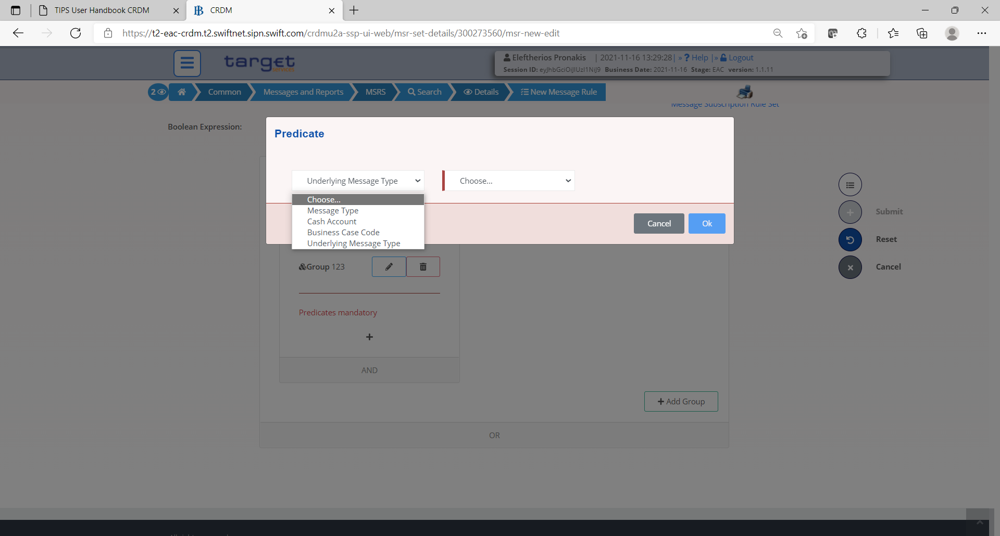 TIPS User Handbook CRDM
CRDM
https://t2-eac-crdm.t2.swiftnet.sipn.swift.com/crdmu2a-ssp-ui-web/msr-set-details/300273560/msr-new-edit
target
services
Eleftherios Pronakis | 2021-11-16 13:29:28| » ? Help |» Logout
Session ID: eyJhbGciOiJIUzI1NiJ9 Business Date: 2021-11-16 Stage: EAC version: 1.1.11
2 Common Messages and Reports MSRS Search Details New Message Rule
Message Subscription Rule Set
Boolean Expression:
Predicate
Underlying Message Type
Choose...
Choose...
Message Type
Cash Account
Business Case Code
Underlying Message Type
Cancel
Ok
Submit
Reset
Cancel
Group 123
Predicates mandatory
+
AND
+ Add Group
OR